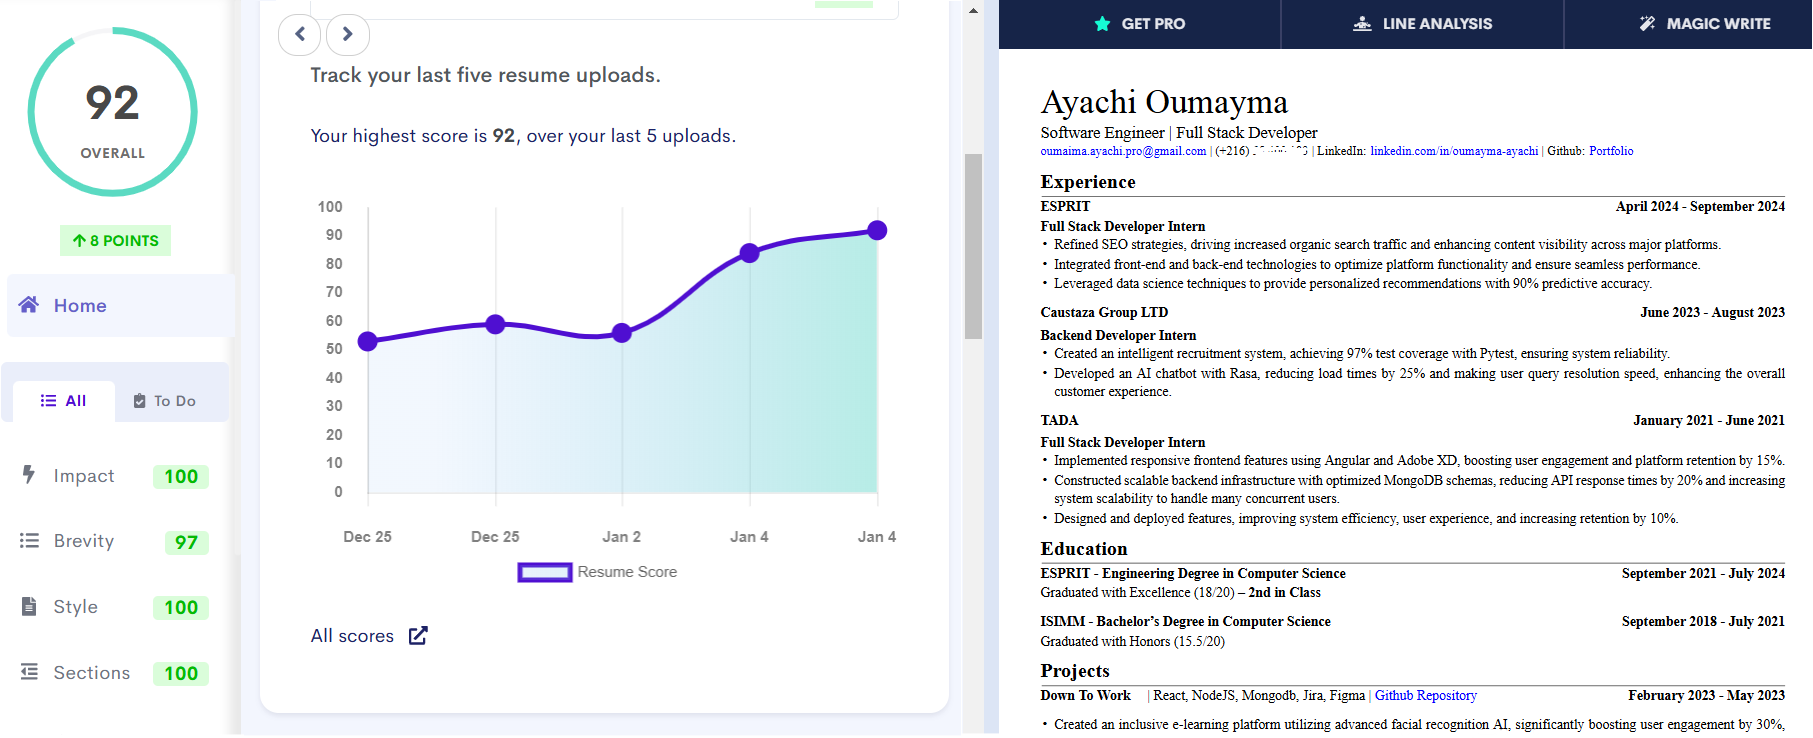 92
OVERALL
8 POINTS
Home
All
To Do
Impact 100
Brevity 97
Style 100
Sections 100
Track your last five resume uploads.
Your highest score is 92, over your last 5 uploads.
100
90
80
70
60
50
40
30
20
10
0
Dec 25 Dec 25 Jan 2 Jan 4 Jan 4
Resume Score
All scores
GET PRO LINE ANALYSIS MAGIC WRITE
Ayachi Oumayma
Software Engineer | Full Stack Developer
oumaima.ayachi.pro@gmail.com | (+216) | LinkedIn: linkedin.com/in/oumayma-ayachi | Github: Portfolio
Experience
ESPRIT April 2024 - September 2024
Full Stack Developer Intern
• Refined SEO strategies, driving increased organic search traffic and enhancing content visibility across major platforms.
• Integrated front-end and back-end technologies to optimize platform functionality and ensure seamless performance.
• Leveraged data science techniques to provide personalized recommendations with 90% predictive accuracy.
Caustaza Group LTD June 2023 - August 2023
Backend Developer Intern
• Created an intelligent recruitment system, achieving 97% test coverage with Pytest, ensuring system reliability.
• Developed an AI chatbot with Rasa, reducing load times by 25% and making user query resolution speed, enhancing the overall
customer experience.
TADA January 2021 - June 2021
Full Stack Developer Intern
• Implemented responsive frontend features using Angular and Adobe XD, boosting user engagement and platform retention by 15%.
• Constructed scalable backend infrastructure with optimized MongoDB schemas, reducing API response times by 20% and increasing
system scalability to handle many concurrent users.
• Designed and deployed features, improving system efficiency, user experience, and increasing retention by 10%.
Education
ESPRIT - Engineering Degree in Computer Science September 2021 - July 2024
Graduated with Excellence (18/20) – 2nd in Class
ISIMM - Bachelor's Degree in Computer Science September 2018 - July 2021
Graduated with Honors (15.5/20)
Projects
Down To Work | React, NodeJS, Mongodb, Jira, Figma | Github Repository February 2023 - May 2023
• Created an inclusive e-learning platform utilizing advanced facial recognition AI, significantly boosting user engagement by 30%,